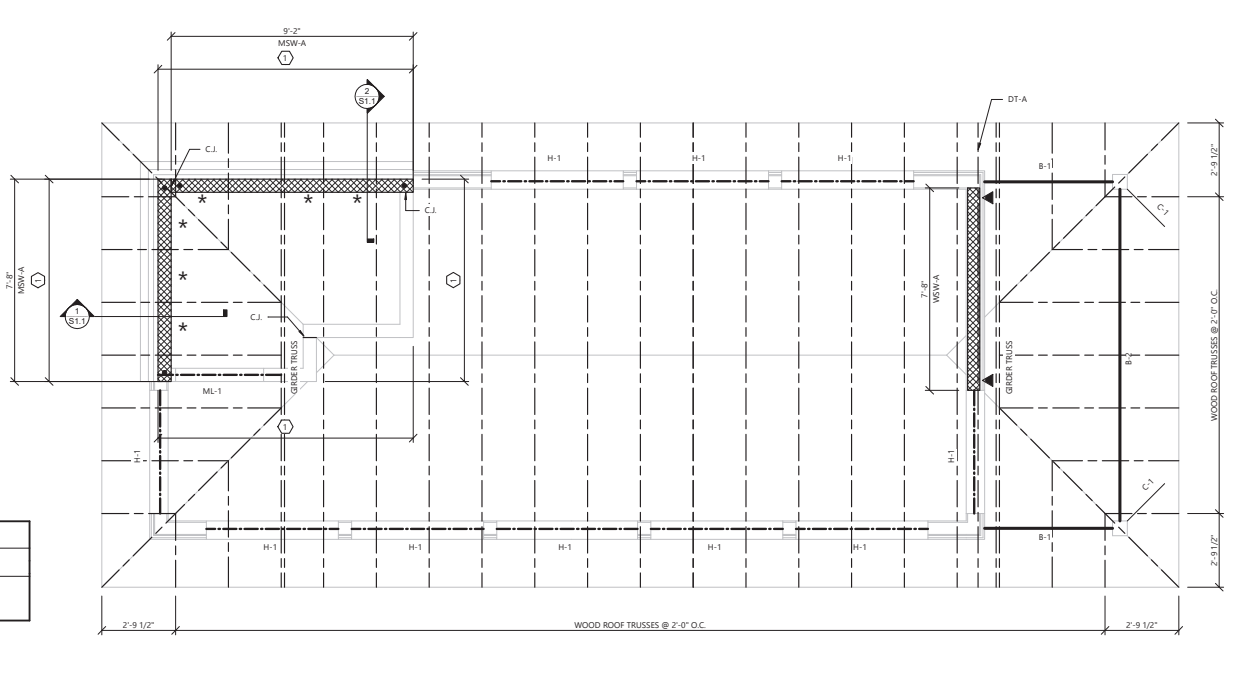 9'-2"
MSW-A
1
2
S1.1
DT-A
C.J.
H-1
H-1
H-1
B-1
2'-9 1/2"
C-1
C.J.
7'-8"
MSW-A
1
1
7'-8"
WSW-A
1
S1.1
C.J.
GIRDER TRUSS
GIRDER TRUSS
B-2
WOOD ROOF TRUSSES @ 2'-0" O.C.
ML-1
1
H-1
H-1
C-1
H-1
H-1
H-1
H-1
H-1
B-1
2'-9 1/2"
2'-9 1/2"
WOOD ROOF TRUSSES @ 2'-0" O.C.
2'-9 1/2"